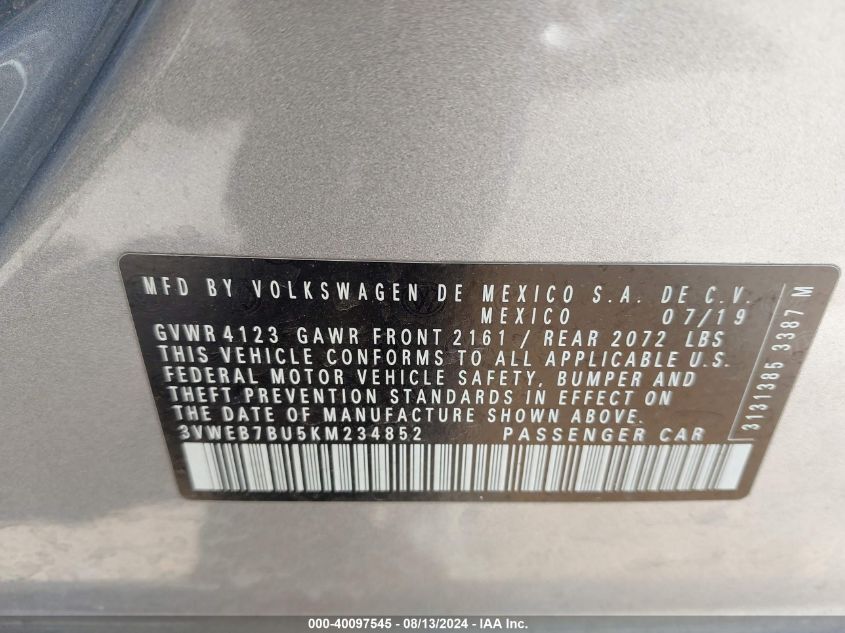 MFD BY VOLKSWAGEN DE MEXICO S.A. DE C.V.
MEXICO 07/19
GVWR 4123 GAWR FRONT 2161 / REAR 2072 LBS
THIS VEHICLE CONFORMS TO ALL APPLICABLE U.S.
FEDERAL MOTOR VEHICLE SAFETY, BUMPER AND
THEFT PREVENTION STANDARDS IN EFFECT ON
THE DATE OF MANUFACTURE SHOWN ABOVE.
3VWEB7BU5KM234852 PASSENGER CAR
3131385 3387 M
000-40097545 - 08/13/2024 - IAA Inc.